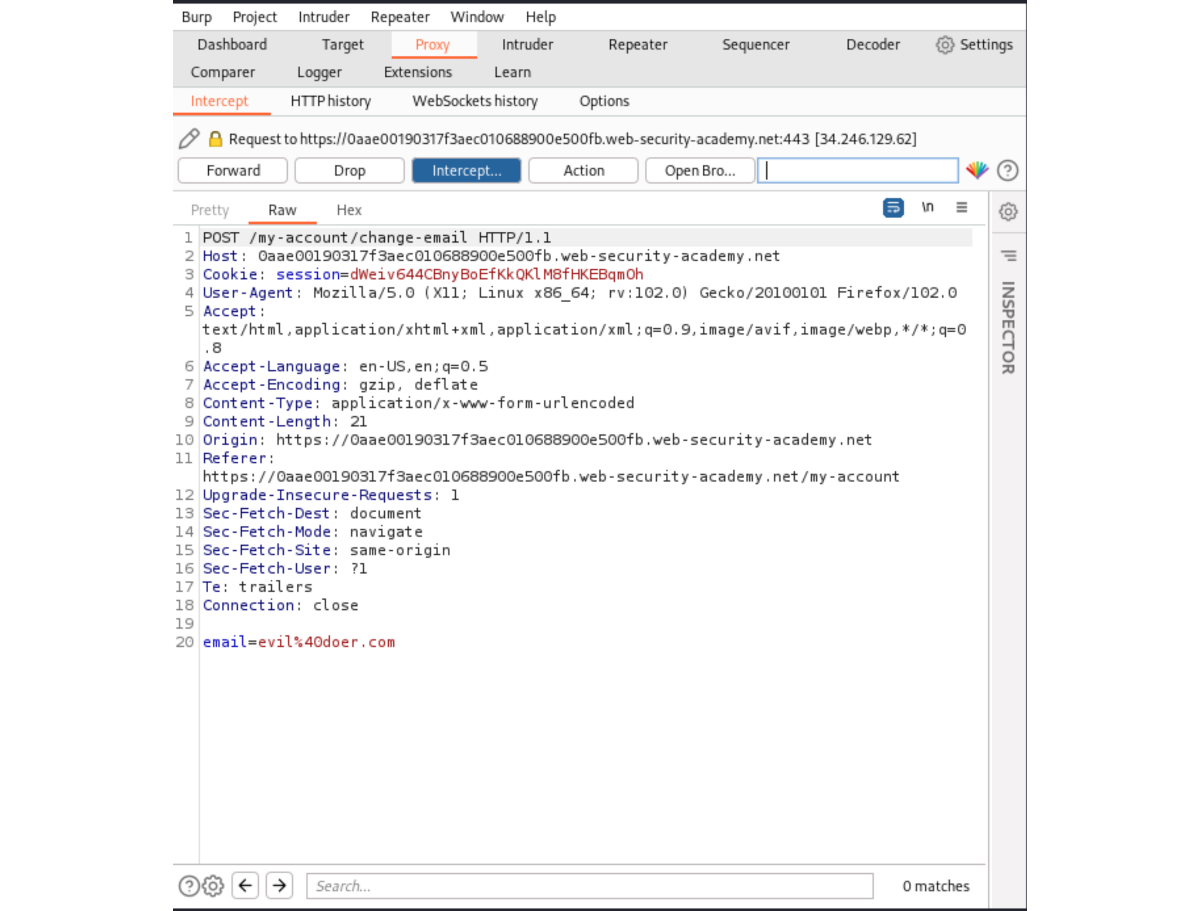 Burp Project Intruder Repeater Window Help
Dashboard Target Proxy Intruder Repeater Sequencer Decoder Settings
Comparer Logger Extensions Learn
Intercept HTTP history WebSockets history Options
Request to https://0aae00190317f3aec010688900e500fb.web-security-academy.net:443 [34.246.129.62]
Forward Drop Intercept... Action Open Bro...
Pretty Raw Hex \n
1 POST /my-account/change-email HTTP/1.1
2 Host: 0aae00190317f3aec010688900e500fb.web-security-academy.net
3 Cookie: session=dWeiv644CBnyBoEfKkQKlM8fHKEBqmOh
4 User-Agent: Mozilla/5.0 (X11; Linux x86_64; rv:102.0) Gecko/20100101 Firefox/102.0
5 Accept:
text/html,application/xhtml+xml,application/xml;q=0.9,image/avif,image/webp,*/*;q=0
.8
6 Accept-Language: en-US,en;q=0.5
7 Accept-Encoding: gzip, deflate
8 Content-Type: application/x-www-form-urlencoded
9 Content-Length: 21
10 Origin: https://0aae00190317f3aec010688900e500fb.web-security-academy.net
11 Referer:
https://0aae00190317f3aec010688900e500fb.web-security-academy.net/my-account
12 Upgrade-Insecure-Requests: 1
13 Sec-Fetch-Dest: document
14 Sec-Fetch-Mode: navigate
15 Sec-Fetch-Site: same-origin
16 Sec-Fetch-User: ?1
17 Te: trailers
18 Connection: close
19
20 email=evil%40doer.com
INSPECTOR
Search... 0 matches